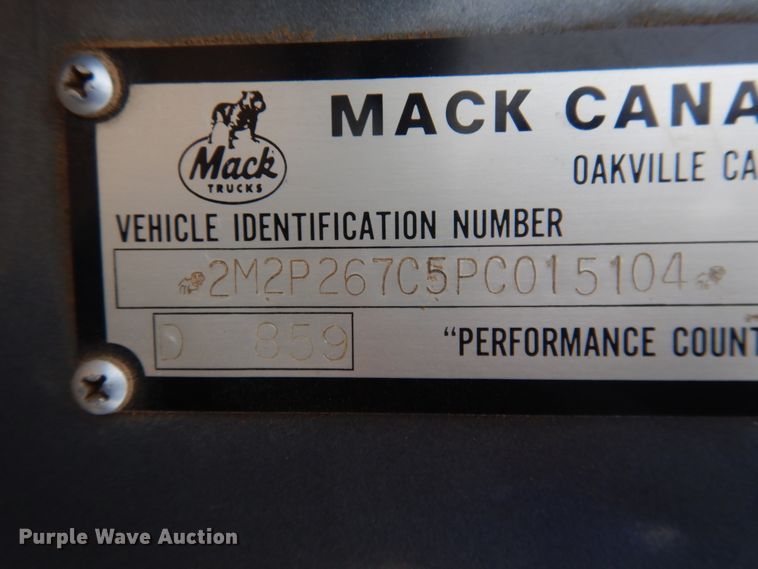 MACK CANA
OAKVILLE CA
Mack
TRUCKS
VEHICLE IDENTIFICATION NUMBER
2M2P267C5PC015104
D 859
"PERFORMANCE COUNT
Purple Wave Auction